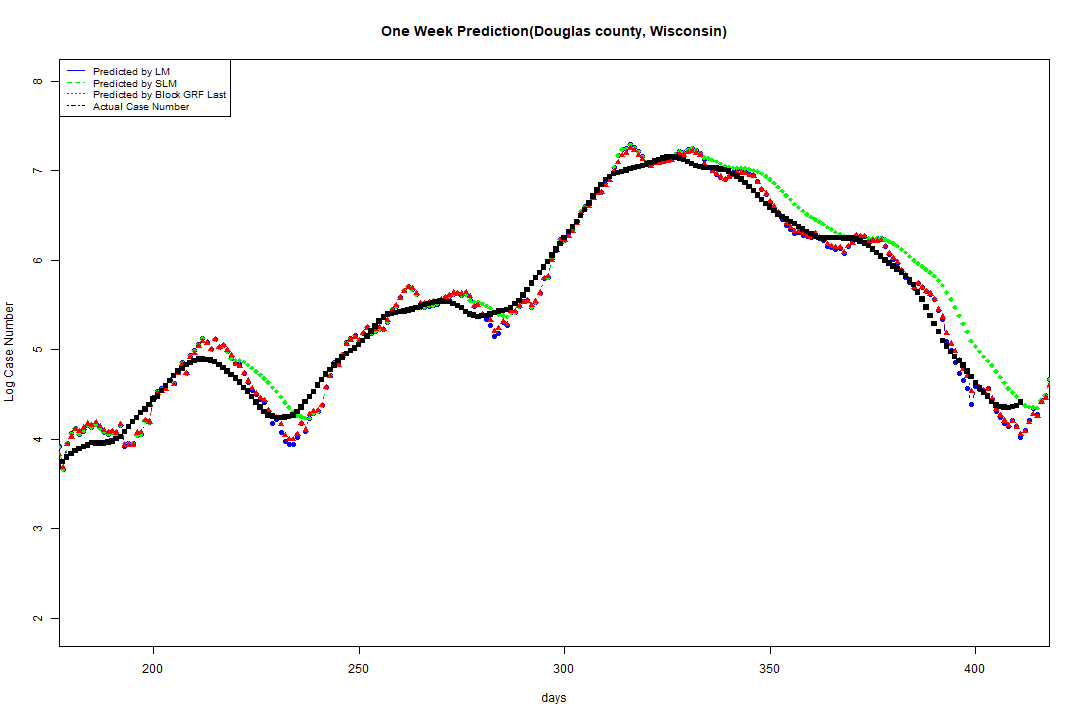 One Week Prediction(Douglas county, Wisconsin)
Predicted by LM
Predicted by SLM
Predicted by Block GRF Last
Actual Case Number
8
7
6
5
4
3
2
Log Case Number
200
250
300
350
400
days